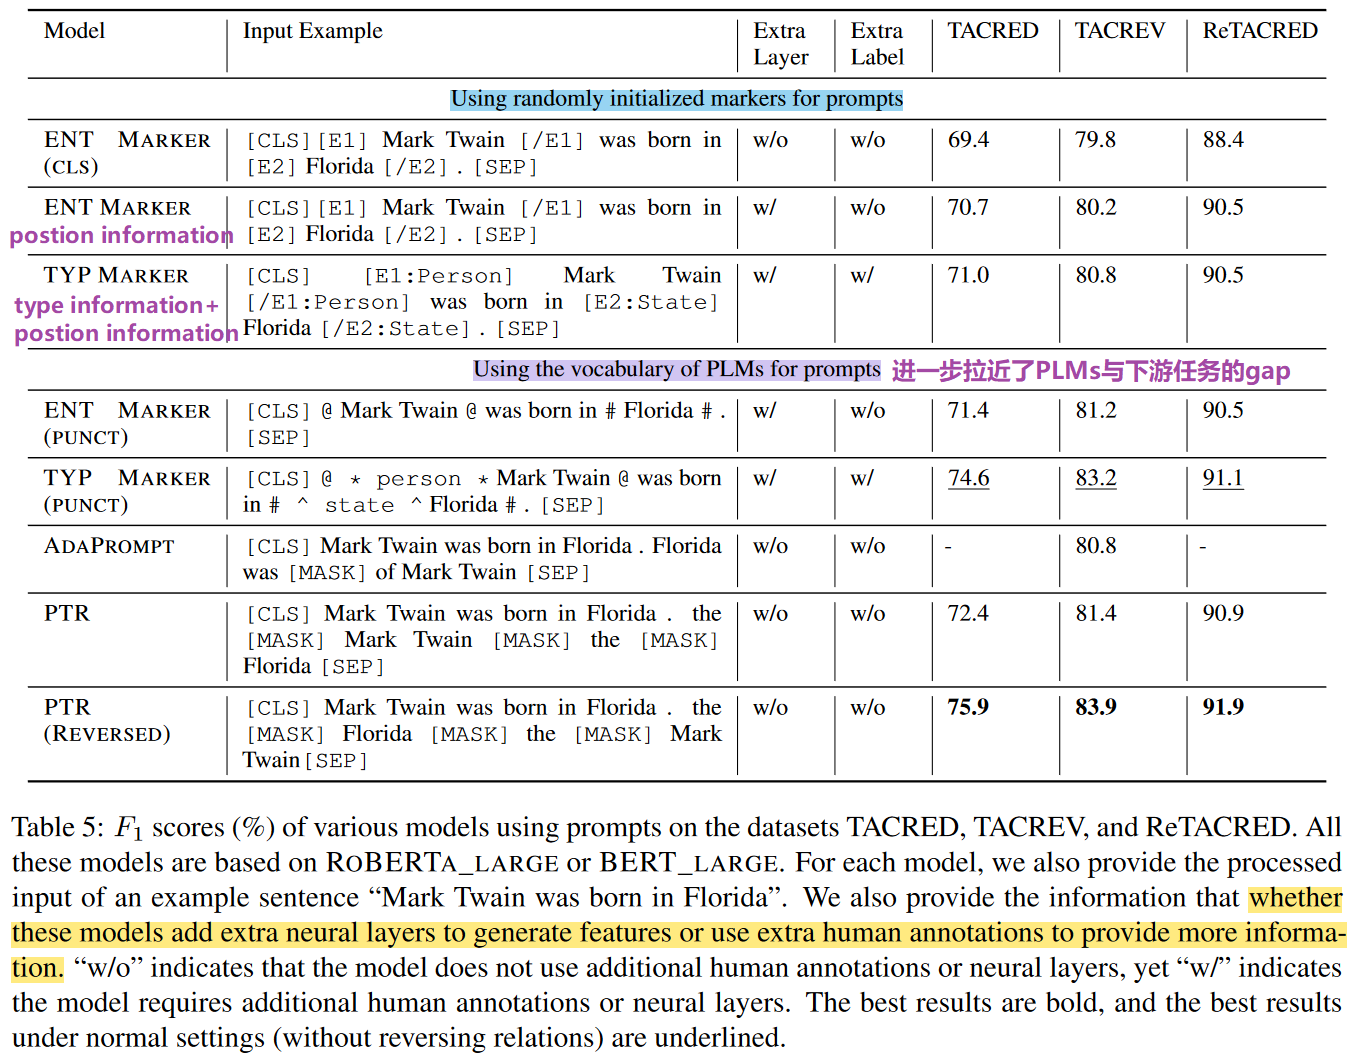 Model Input Example Extra Layer Extra Label TACRED TACREV ReTACRED
Using randomly initialized markers for prompts
ENT MARKER (CLS) [CLS][E1] Mark Twain [/E1] was born in w/o w/o 69.4 79.8 88.4
[E2] Florida [/E2]. [SEP]
ENT MARKER [CLS][E1] Mark Twain [/E1] was born in w/ w/o 70.7 80.2 90.5
postion information [E2] Florida [/E2]. [SEP]
TYP MARKER [CLS] [E1:Person] Mark Twain w/ w/ 71.0 80.8 90.5
type information+ [/E1:Person] was born in [E2:State]
postion information Florida [/E2:State]. [SEP]
Using the vocabulary of PLMs for prompts 进一步拉近了PLMs与下游任务的gap
ENT MARKER [CLS] @ Mark Twain @ was born in # Florida # . w/ w/o 71.4 81.2 90.5
(PUNCT) [SEP]
TYP MARKER [CLS] @ * person * Mark Twain @ was born w/ w/ 74.6 83.2 91.1
(PUNCT) in # ^ state ^ Florida # . [SEP]
ADAPROMPT [CLS] Mark Twain was born in Florida . Florida w/o w/o - 80.8 -
was [MASK] of Mark Twain [SEP]
PTR [CLS] Mark Twain was born in Florida . the w/o w/o 72.4 81.4 90.9
[MASK] Mark Twain [MASK] the [MASK]
Florida [SEP]
PTR [CLS] Mark Twain was born in Florida . the w/o w/o 75.9 83.9 91.9
(REVERSED) [MASK] Florida [MASK] the [MASK] Mark
Twain[SEP]
Table 5: F1 scores (%) of various models using prompts on the datasets TACRED, TACREV, and ReTACRED. All
these models are based on ROBERTA_LARGE or BERT_LARGE. For each model, we also provide the processed
input of an example sentence “Mark Twain was born in Florida”. We also provide the information that whether
these models add extra neural layers to generate features or use extra human annotations to provide more informa-
tion. “w/o” indicates that the model does not use additional human annotations or neural layers, yet “w/” indicates
the model requires additional human annotations or neural layers. The best results are bold, and the best results
under normal settings (without reversing relations) are underlined.